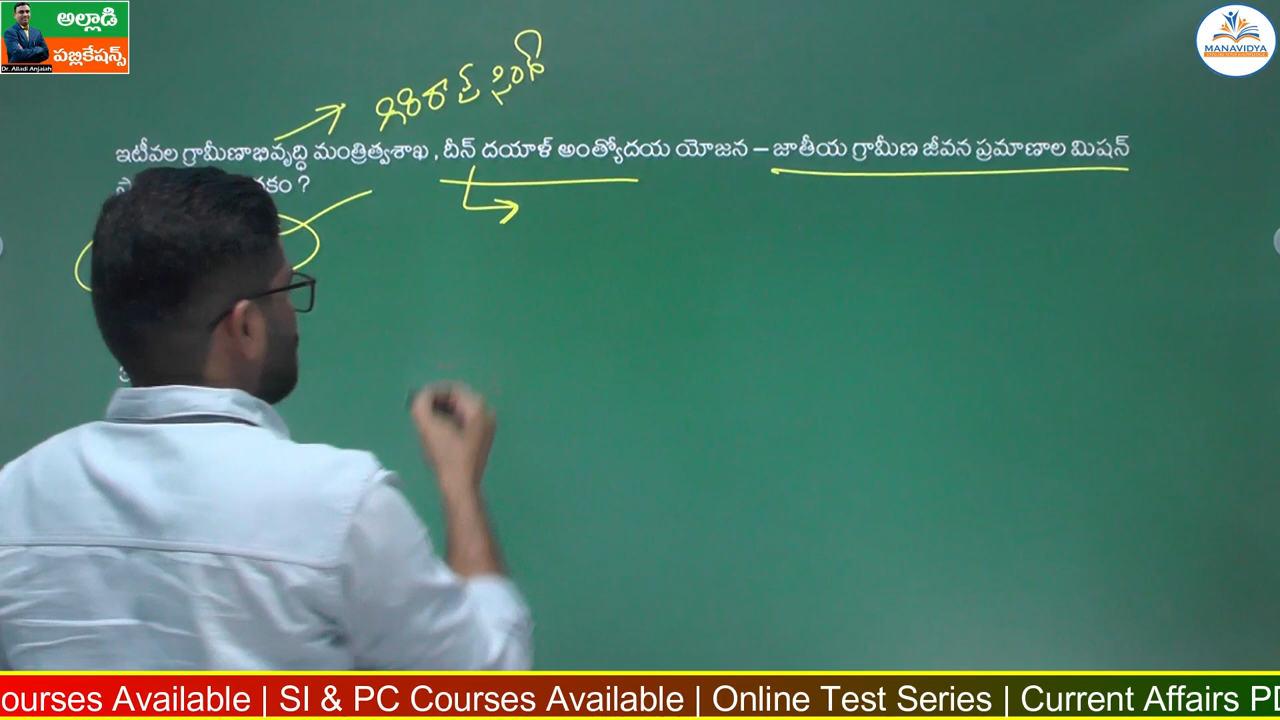 అల్లాడి
పబ్లికేషన్స్
Dr. Alladi Anjaiah
MANAVIDYA
గిరిరాజ్ సింగ్
ఇటీవల గ్రామీణాభివృద్ధి మంత్రిత్వశాఖ , దీన్ దయాళ్ అంత్యోదయ యోజన – జాతీయ గ్రామీణ జీవన ప్రమాణాల మిషన్
?
ourses Available | SI & PC Courses Available | Online Test Series | Current Affairs PD